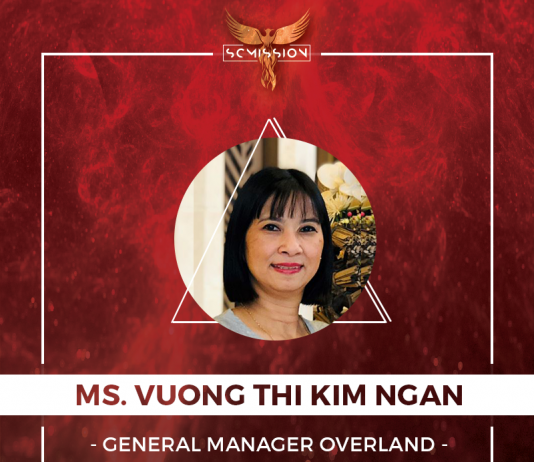 SCMISSION
MS. VUONG THI KIM NGAN
- GENERAL MANAGER OVERLAND -